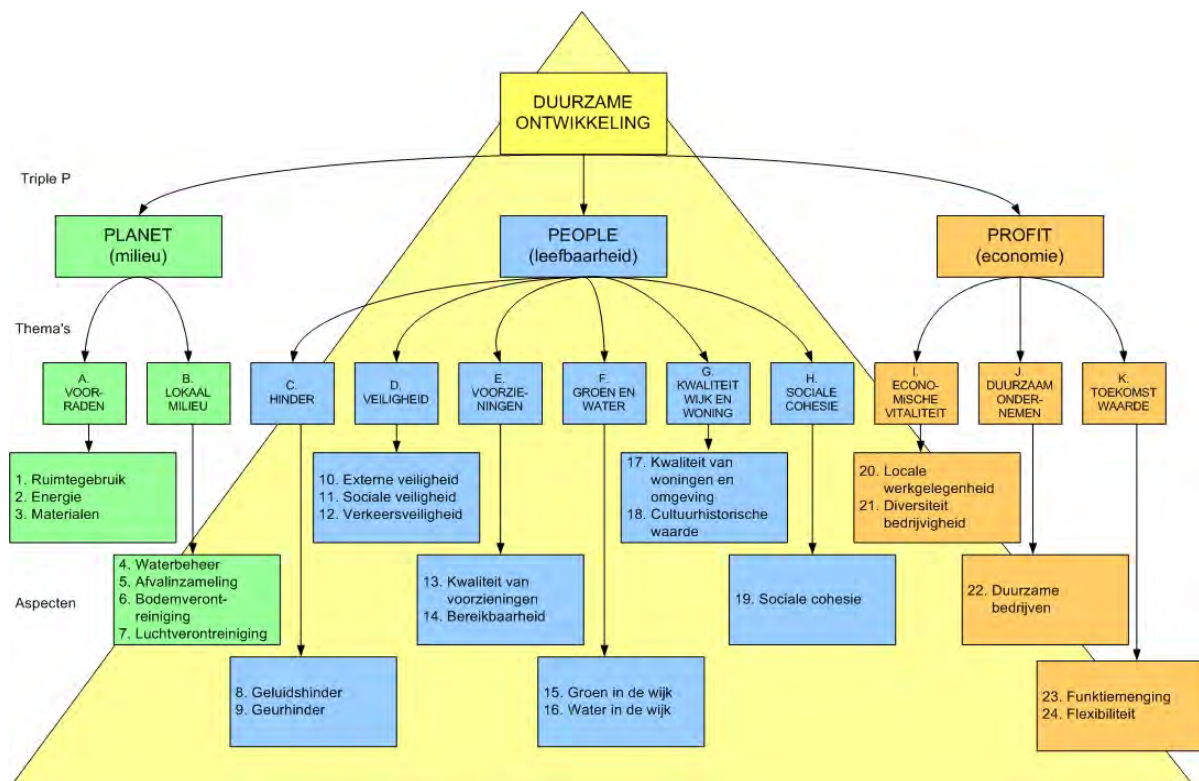 DUURZAME
ONTWIKKELING
Triple P
PLANET
(milieu)
PEOPLE
(leefbaarheid)
PROFIT
(economie)
Thema's
A.
VOOR-
RADEN
B.
LOKAAL
MILIEU
C.
HINDER
D.
VEILIGHEID
E.
VOORZIE-
NINGEN
F.
GROEN EN
WATER
G.
KWALITEIT
WIJK EN
WONING
H.
SOCIALE
COHESIE
I.
ECONO-
MiSCHE
VITALITEIT
J.
DUURZAAM
ONDER-
NEMEN
K.
TOEKOMST
WAARDE
1. Ruimtegebruik
2. Energie
3. Materialen
10. Externe veiligheid
11. Sociale veiligheid
12. Verkeersveiligheid
17. Kwaliteit van
woningen en
omgeving
18. Cultuurhistorische
waarde
20. Locale
werkgelegenheid
21. Diversiteit
bedrijvigheid
Aspecten
4. Waterbeheer
5. Afvalinzameling
6. Bodemveront-
reiniging
7. Luchtverontreiniging
13. Kwaliteit van
voorzieningen
14. Bereikbaarheid
19. Sociale cohesie
22. Duurzame
bedrijven
8. Geluidshinder
9. Geurhinder
15. Groen in de wijk
16. Water in de wijk
23. Funktiemenging
24. Flexibiliteit